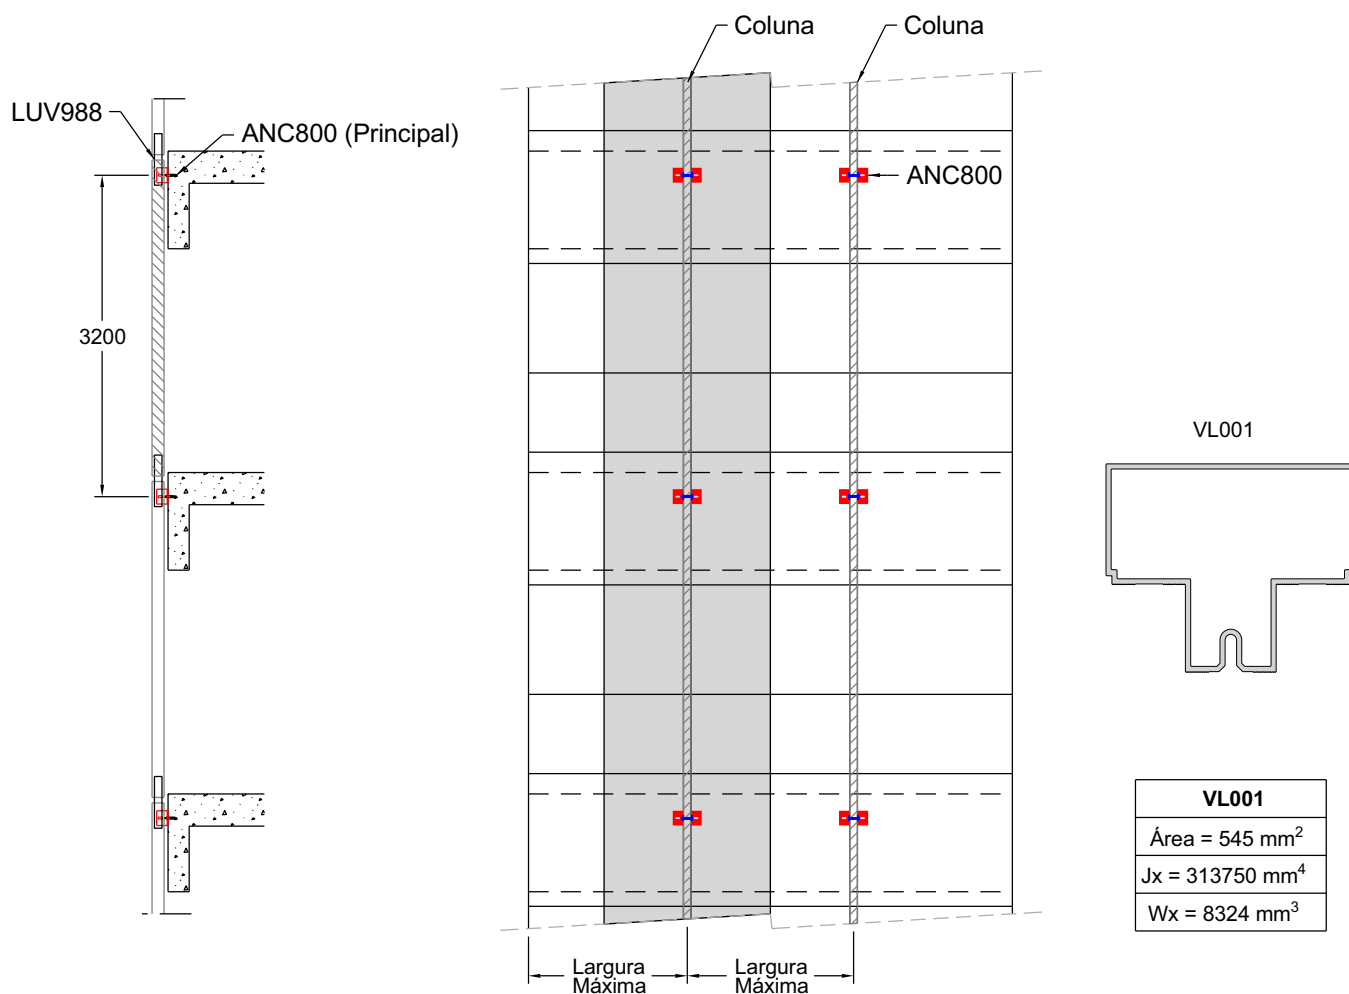 Coluna
Coluna
LUV988
ANC800 (Principal)
ANC800
3200
VL001
VL001
Área = 545 mm²
Jx = 313750 mm⁴
Wx = 8324 mm³
Largura
Máxima
Largura
Máxima